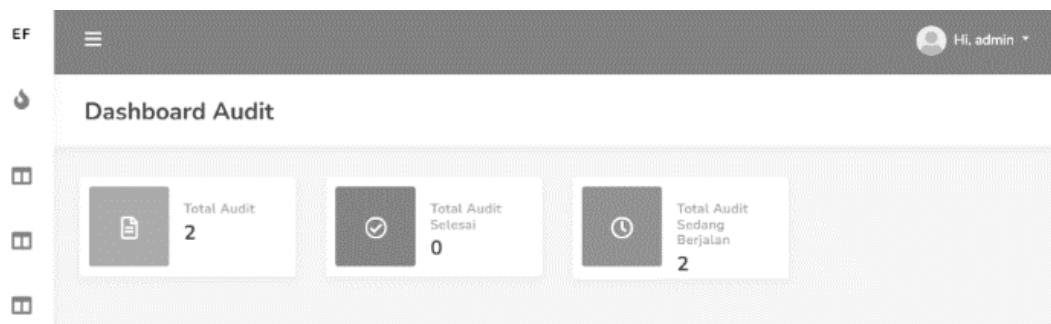 EF
Hi, admin
Dashboard Audit
Total Audit
2
Total Audit
Selesai
0
Total Audit
Sedang
Berjalan
2